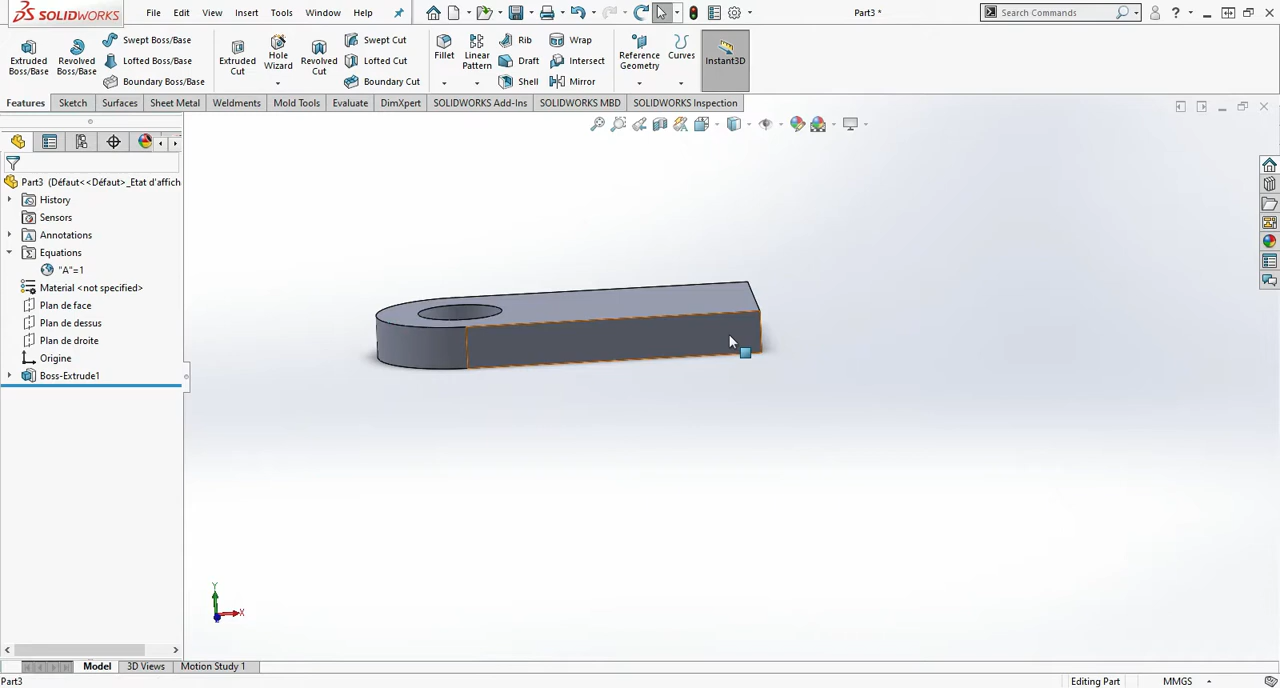 SOLIDWORKS File Edit View Insert Tools Window Help Part3 * Search Commands
Extruded Boss/Base
Revolved Boss/Base
Swept Boss/Base
Lofted Boss/Base
Boundary Boss/Base
Extruded Cut
Hole Wizard
Revolved Cut
Swept Cut
Lofted Cut
Boundary Cut
Fillet
Linear Pattern
Rib
Draft
Shell
Wrap
Intersect
Mirror
Reference Geometry
Curves
Instant3D
Features Sketch Surfaces Sheet Metal Weldments Mold Tools Evaluate DimXpert SOLIDWORKS Add-Ins SOLIDWORKS MBD SOLIDWORKS Inspection
Part3 (Défaut<<Défaut>_Etat d'affich
History
Sensors
Annotations
Equations
"A"=1
Material <not specified>
Plan de face
Plan de dessus
Plan de droite
Origine
Boss-Extrude1
Y
X
Model 3D Views Motion Study 1
Part3 Editing Part MMGS